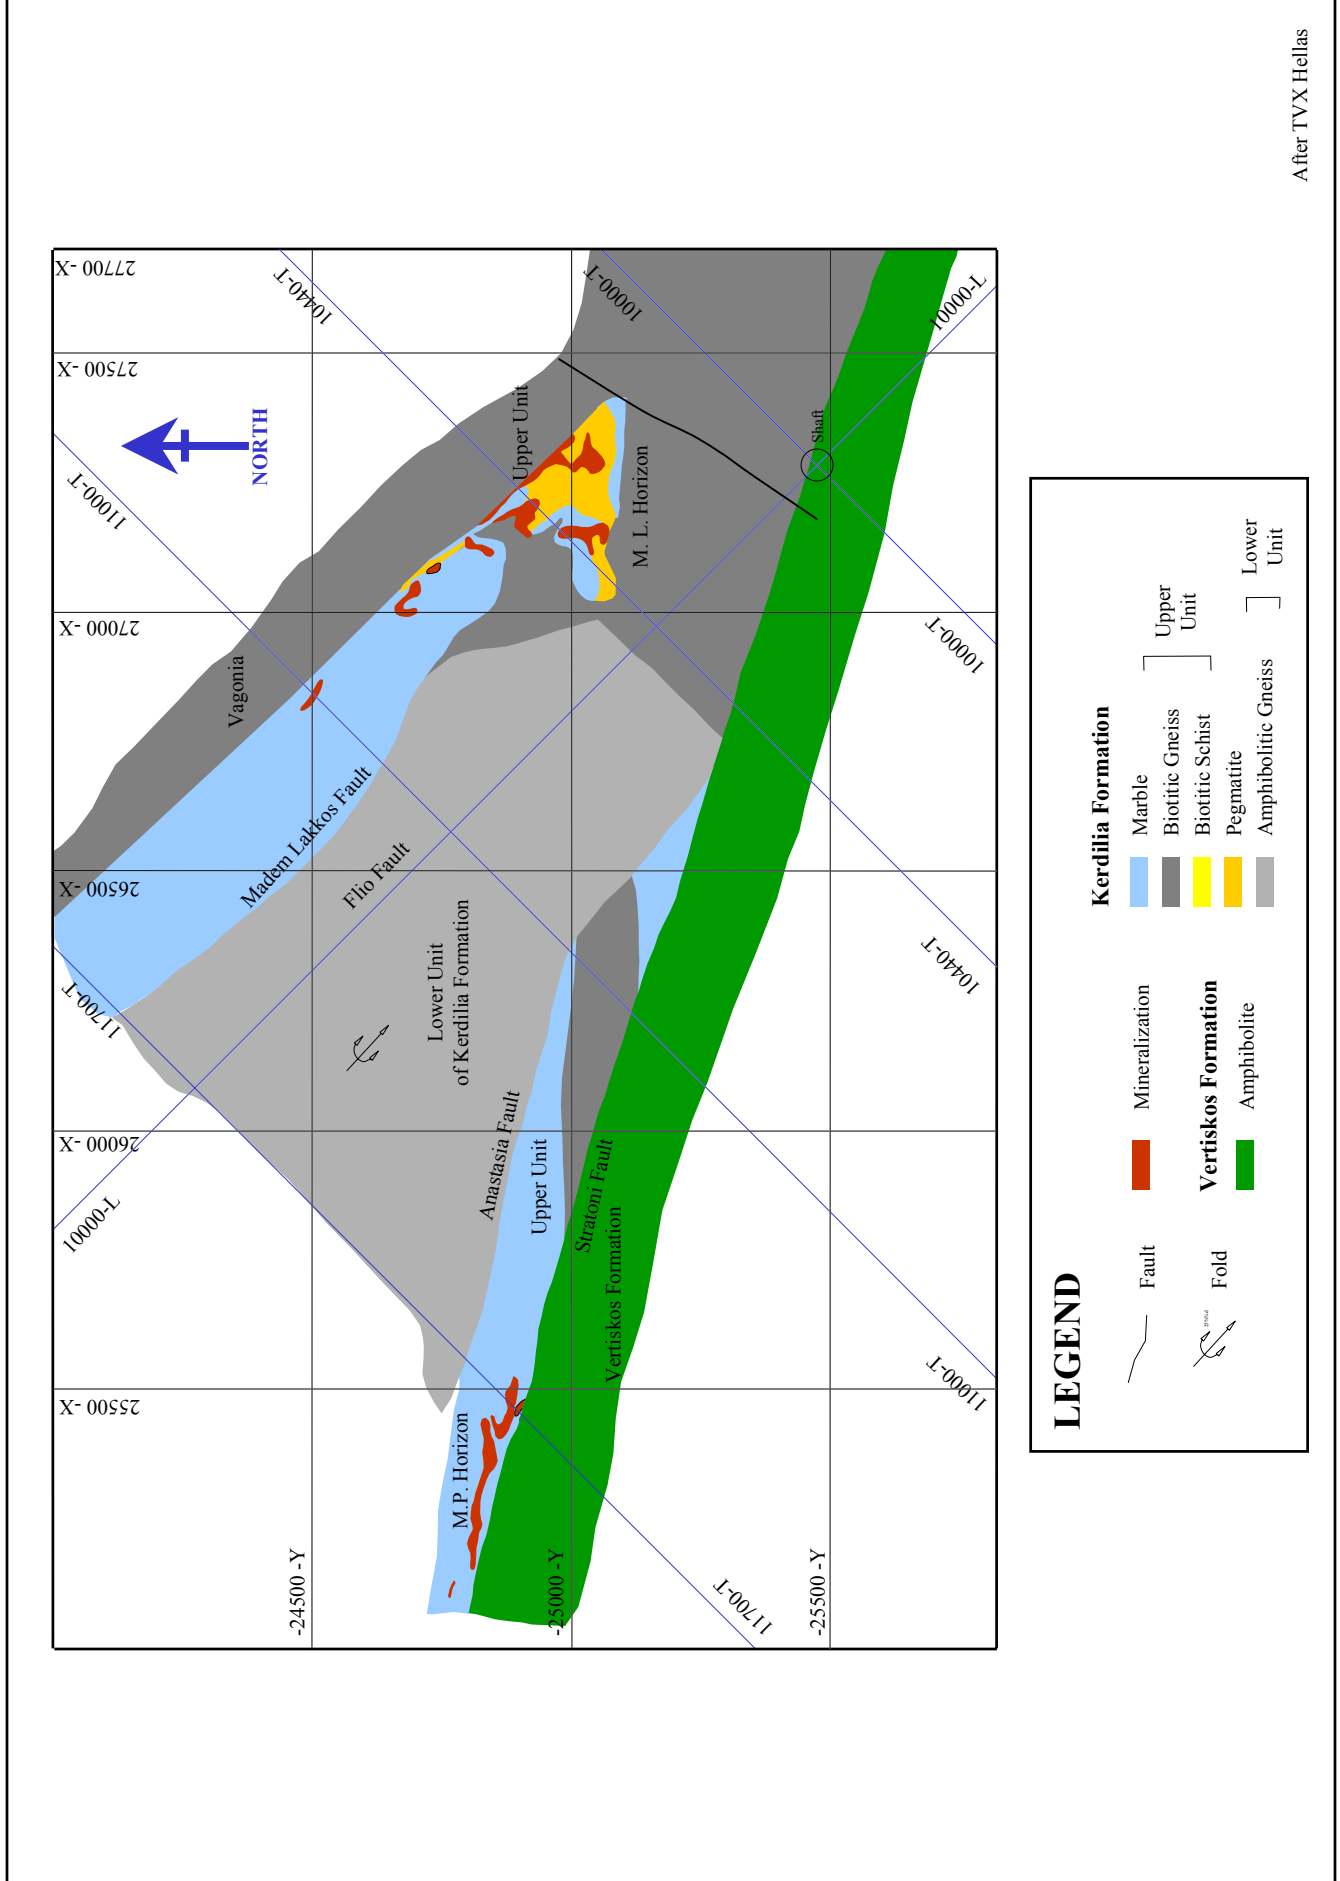 After TVX Hellas
27700 -X
27500 -X
27000 -X
26500 -X
26000 -X
25500 -X
-24500 -Y
-25000 -Y
-25500 -Y
10440-T
10000-T
10000-L
11000-T
11700-T
10000-L
10000-T
10440-T
11000-T
11700-T
NORTH
Vagonia
Upper Unit
M. L. Horizon
Shaft
Madem Lakkos Fault
Flio Fault
Lower Unit
of Kerdilia Formation
Anastasia Fault
Upper Unit
Stratoni Fault
Vertiskos Formation
M.P. Horizon
LEGEND
Fault
Fold
Mineralization
Vertiskos Formation
Amphibolite
Kerdilia Formation
Marble
Biotitic Gneiss
Biotitic Schist
Pegmatite
Amphibolitic Gneiss
Upper
Unit
Lower
Unit